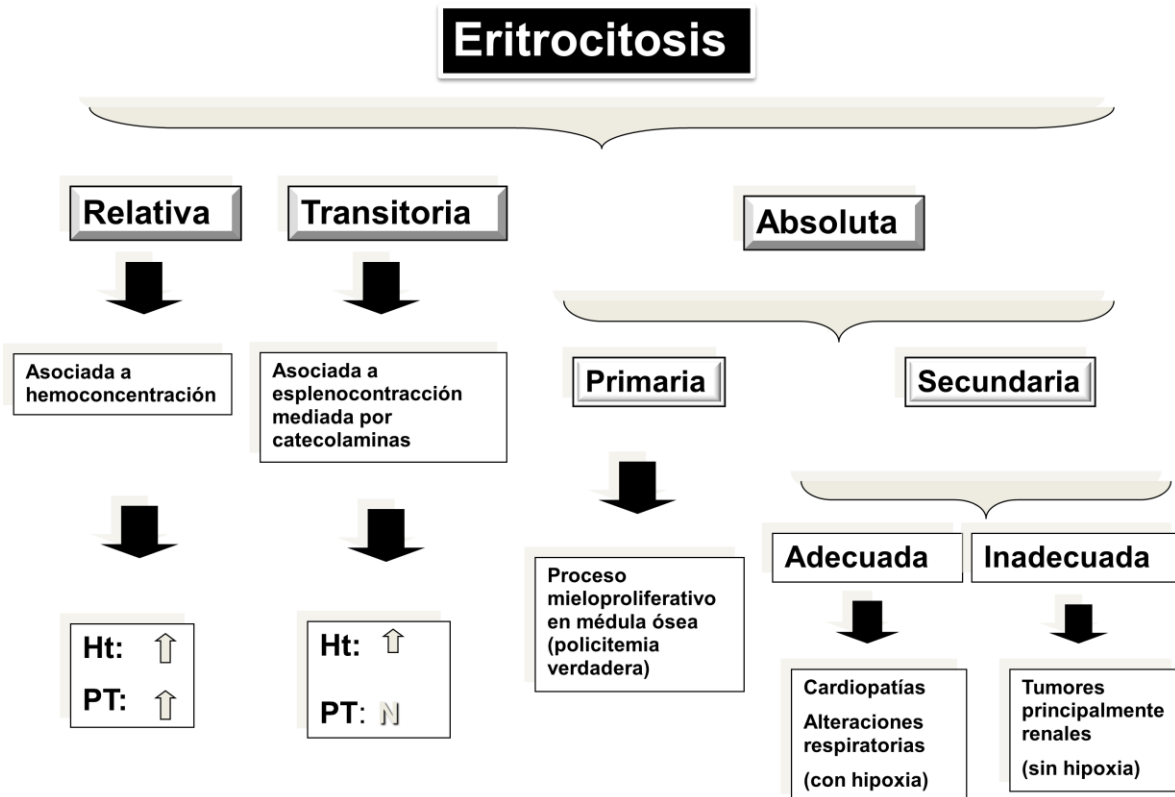 Eritrocitosis
Relativa
Transitoria
Absoluta
Asociada a
hemoconcentración
Asociada a
esplenocontracción
mediada por
catecolaminas
Primaria
Secundaria
Ht: ⇧
PT: ⇧
Ht: ⇧
PT: N
Proceso
mieloproliferativo
en médula ósea
(policitemia
verdadera)
Adecuada
Inadecuada
Cardiopatías
Alteraciones
respiratorias
(con hipoxia)
Tumores
principalmente
renales
(sin hipoxia)